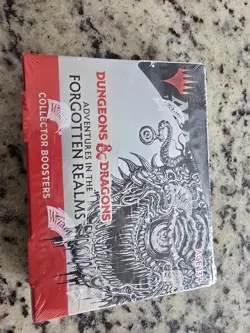 DUNGEONS & DRAGONS
ADVENTURES IN THE
FORGOTTEN REALMS
COLLECTOR BOOSTERS